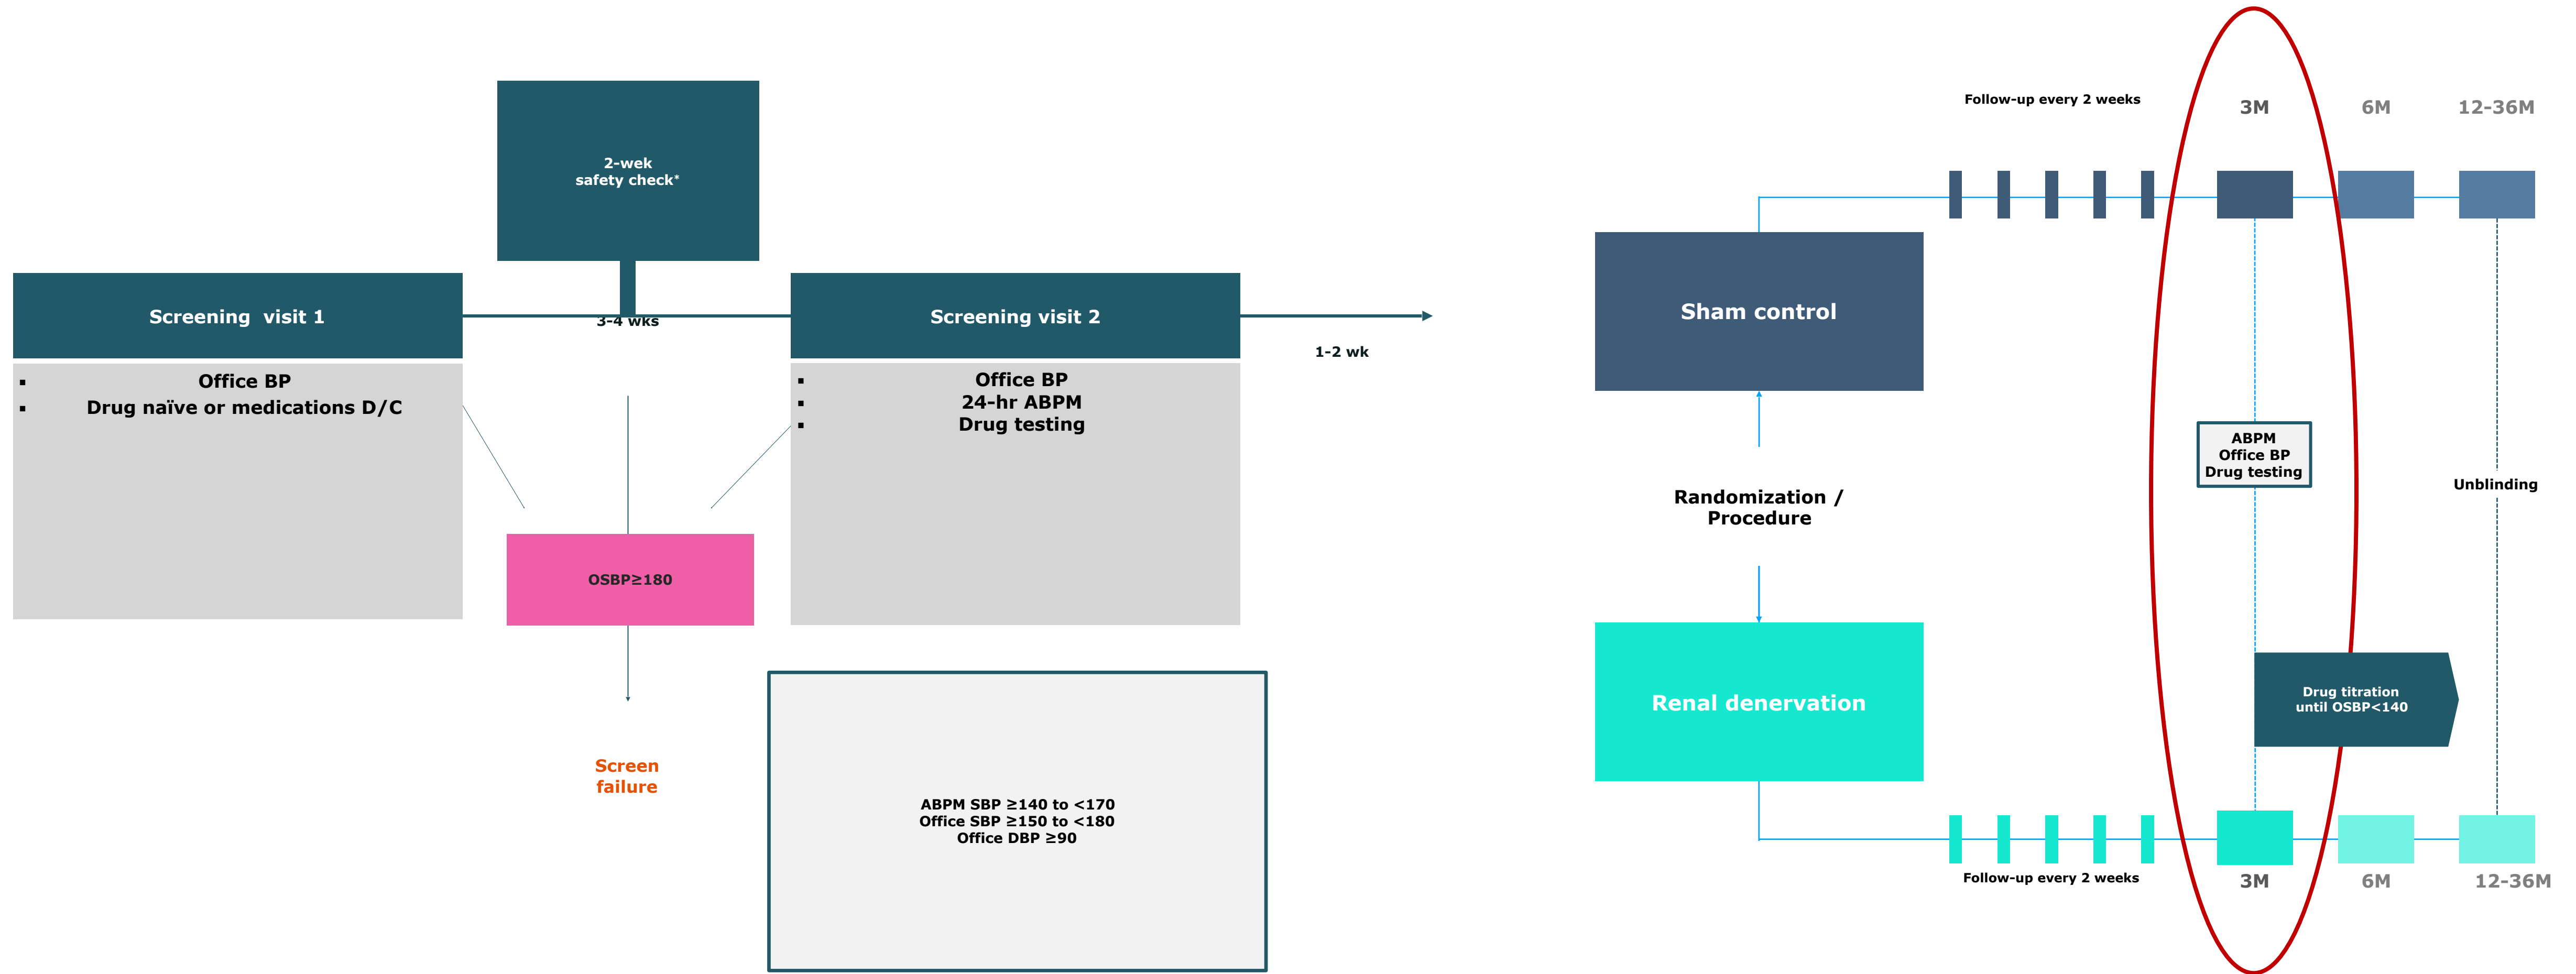 2-wek
safety check*
Screening  visit 1
3-4 wks
Screening visit 2
1-2 wk
▪ Office BP
▪ Drug naïve or medications D/C
▪ Office BP
▪ 24-hr ABPM
▪ Drug testing
OSBP≥180
Screen
failure
ABPM SBP ≥140 to <170
Office SBP ≥150 to <180
Office DBP ≥90
Follow-up every 2 weeks
3M
6M
12-36M
Sham control
Randomization /
Procedure
ABPM
Office BP
Drug testing
Unblinding
Renal denervation
Drug titration
until OSBP<140
Follow-up every 2 weeks
3M
6M
12-36M